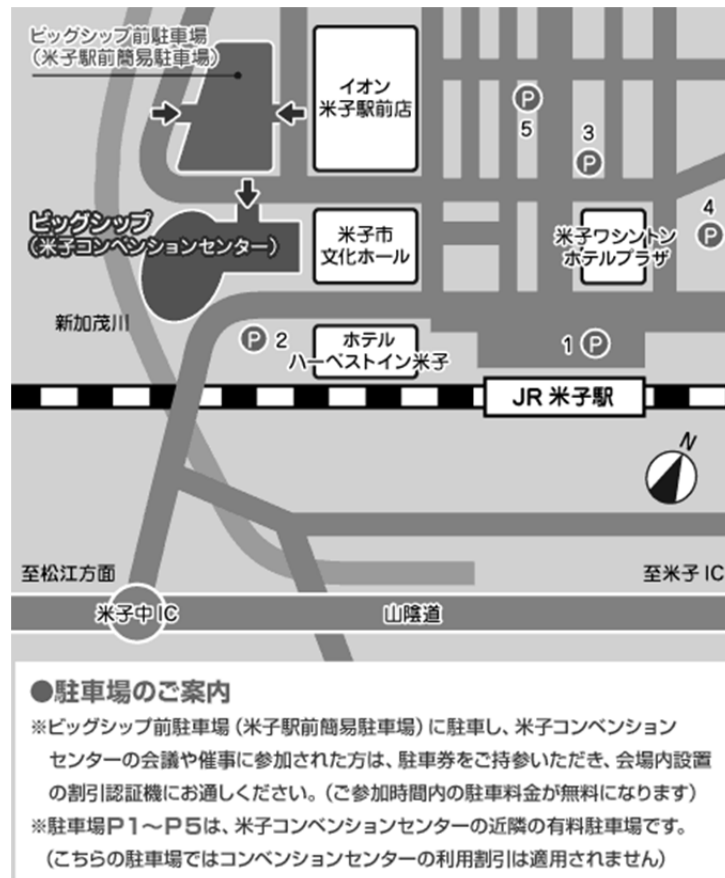 ビッグシップ前駐車場
（米子駅前簡易駐車場）
イオン
米子駅前店
P
5
3
P
4
P
ビッグシップ
（米子コンベンションセンター）
米子市
文化ホール
米子ワシントン
ホテルプラザ
新加茂川
P 2
ホテル
ハーベストイン米子
1 P
JR 米子駅
N
至松江方面
至米子 IC
米子中 IC
山陰道
●駐車場のご案内
※ビッグシップ前駐車場（米子駅前簡易駐車場）に駐車し、米子コンベンション
センターの会議や催事に参加された方は、駐車券をご持参いただき、会場内設置
の割引認証機にお通しください。（ご参加時間内の駐車料金が無料になります）
※駐車場P1～P5は、米子コンベンションセンターの近隣の有料駐車場です。
（こちらの駐車場ではコンベンションセンターの利用割引は適用されません）